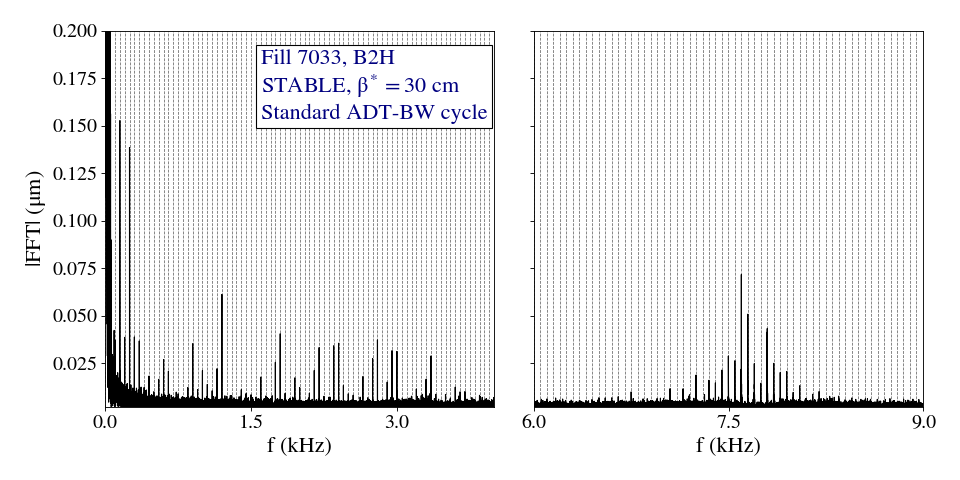 0.200
0.175
0.150
0.125
0.100
0.075
0.050
0.025
|FFT| (μm)
Fill 7033, B2H
STABLE, β* = 30 cm
Standard ADT-BW cycle
0.0 1.5 3.0
f (kHz)
6.0 7.5 9.0
f (kHz)